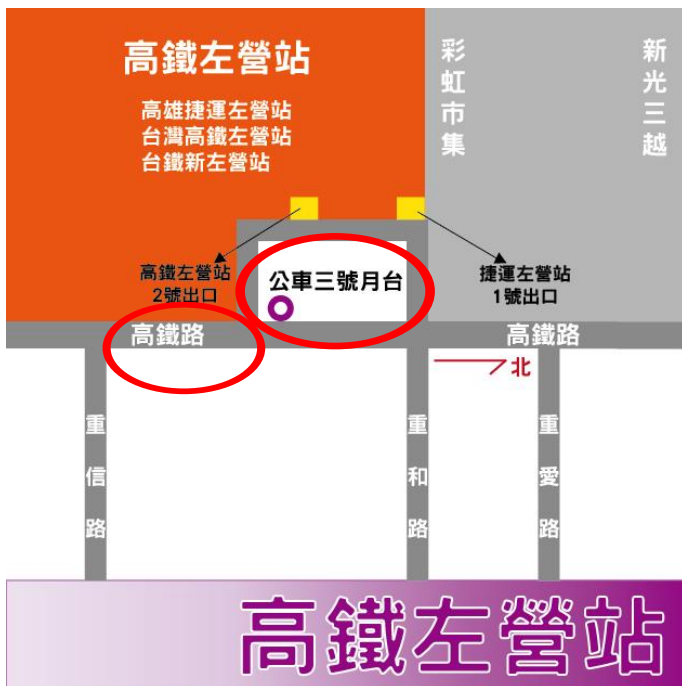 高鐵左營站
高雄捷運左營站
台灣高鐵左營站
台鐵新左營站
彩虹市集
新光三越
高鐵左營站
2號出口
公車三號月台
捷運左營站
1號出口
高鐵路
高鐵路
北
重信路
重和路
重愛路
高鐵左營站